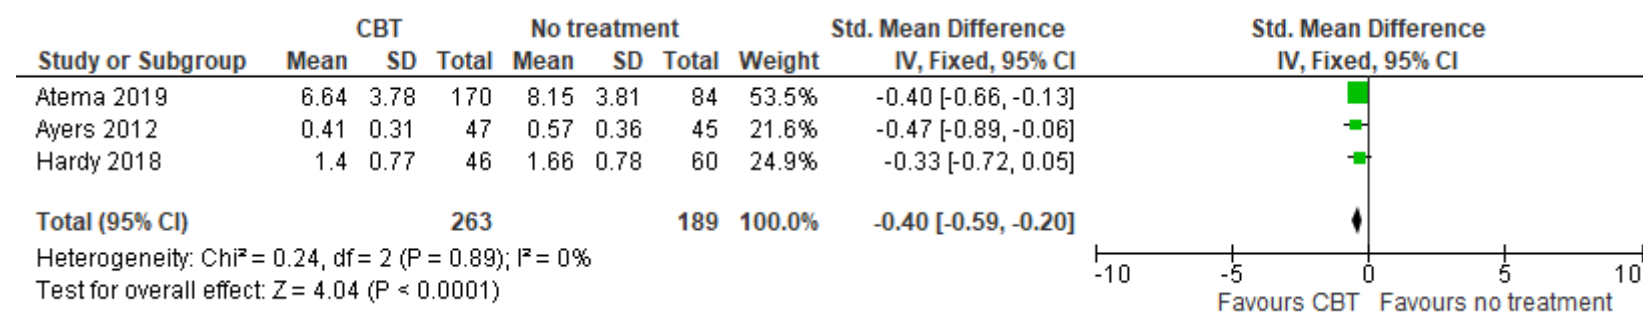 CBT No treatment Std. Mean Difference Std. Mean Difference
Study or Subgroup Mean SD Total Mean SD Total Weight IV, Fixed, 95% CI IV, Fixed, 95% CI
Atema 2019 6.64 3.78 170 8.15 3.81 84 53.5% -0.40 [-0.66, -0.13]
Ayers 2012 0.41 0.31 47 0.57 0.36 45 21.6% -0.47 [-0.89, -0.06]
Hardy 2018 1.4 0.77 46 1.66 0.78 60 24.9% -0.33 [-0.72, 0.05]
Total (95% CI) 263 189 100.0% -0.40 [-0.59, -0.20]
Heterogeneity: Chi² = 0.24, df = 2 (P = 0.89); I² = 0%
Test for overall effect: Z = 4.04 (P < 0.0001)
-10 -5 0 5 10
Favours CBT Favours no treatment